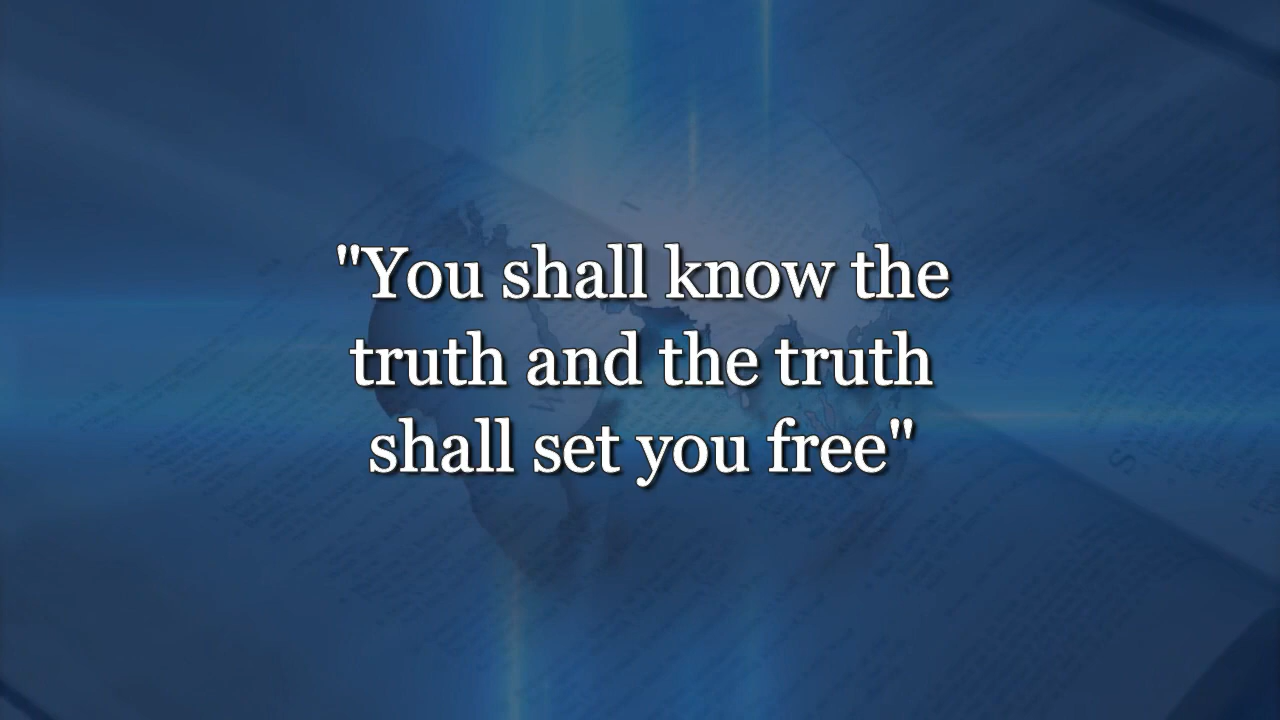 "You shall know the
truth and the truth
shall set you free"